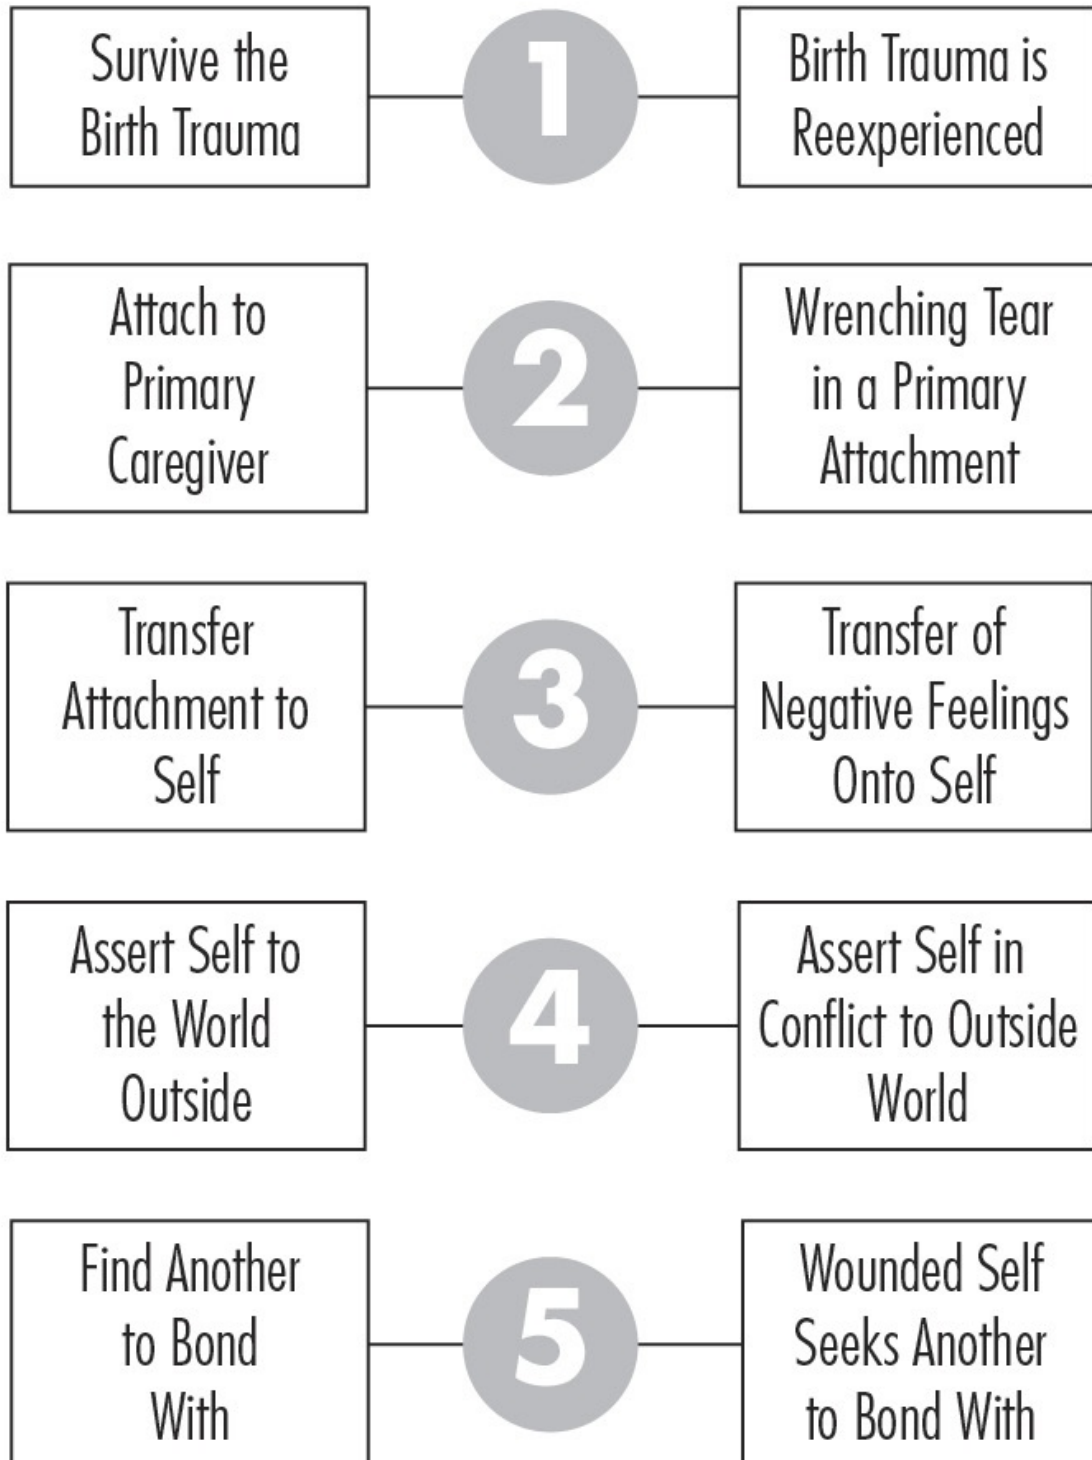 Survive the
Birth Trauma
1
Birth Trauma is
Reexperienced
Attach to
Primary
Caregiver
2
Wrenching Tear
in a Primary
Attachment
Transfer
Attachment to
Self
3
Transfer of
Negative Feelings
Onto Self
Assert Self to
the World
Outside
4
Assert Self in
Conflict to Outside
World
Find Another
to Bond
With
5
Wounded Self
Seeks Another
to Bond With